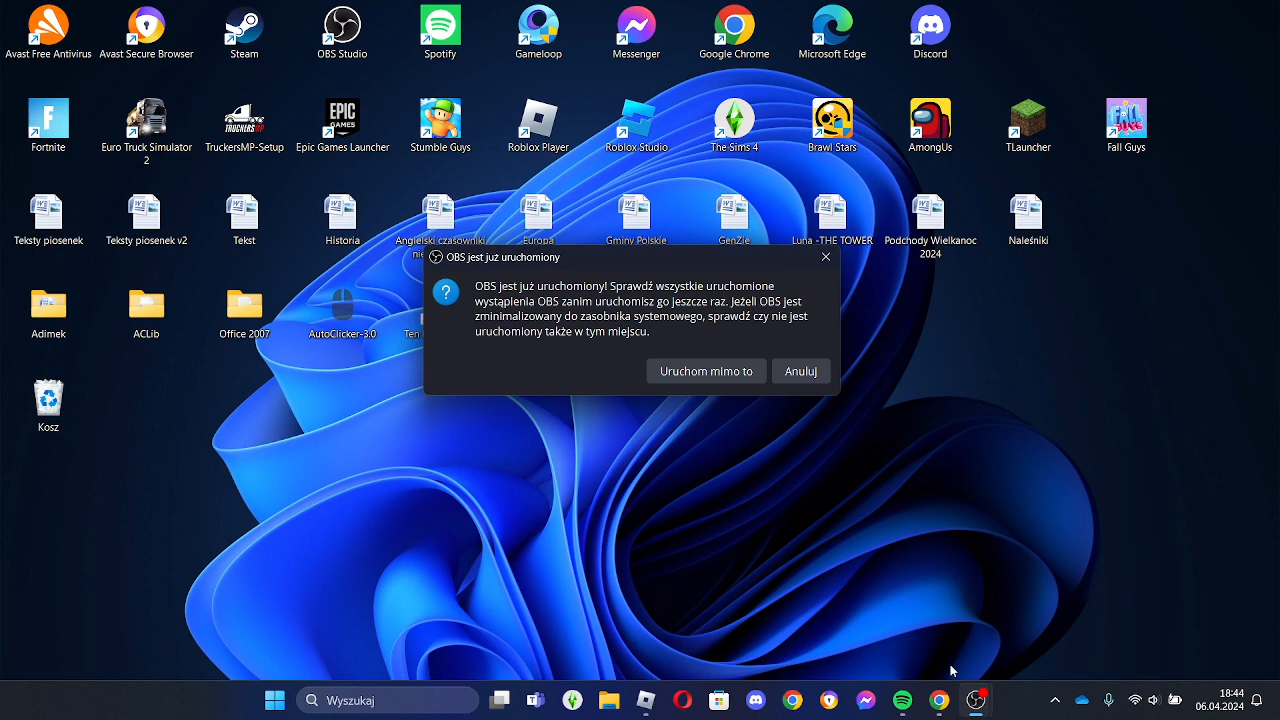 Avast Free Antivirus
Avast Secure Browser
Steam
OBS Studio
Spotify
Gameloop
Messenger
Google Chrome
Microsoft Edge
Discord
EPIC
GAMES
Fortnite
Euro Truck Simulator
2
TruckersMP-Setup
Epic Games Launcher
Stumble Guys
Roblox Player
Roblox Studio
The Sims 4
Brawl Stars
AmongUs
TLauncher
Fall Guys
Teksty piosenek
Teksty piosenek v2
Tekst
Historia
Angielski czasowniki
Europa
Gminy Polskie
GenZie
Luna -THE TOWER
Podchody Wielkanoc
2024
Naleśniki
OBS jest już uruchomiony
OBS jest już uruchomiony! Sprawdź wszystkie uruchomione
wystąpienia OBS zanim uruchomisz go jeszcze raz. Jeżeli OBS jest
zminimalizowany do zasobnika systemowego, sprawdź czy nie jest
uruchomiony także w tym miejscu.
Uruchom mimo to
Anuluj
Adimek
ACLib
Office 2007
AutoClicker-3.0
Ten
Kosz
Wyszukaj
18:44
06.04.2024